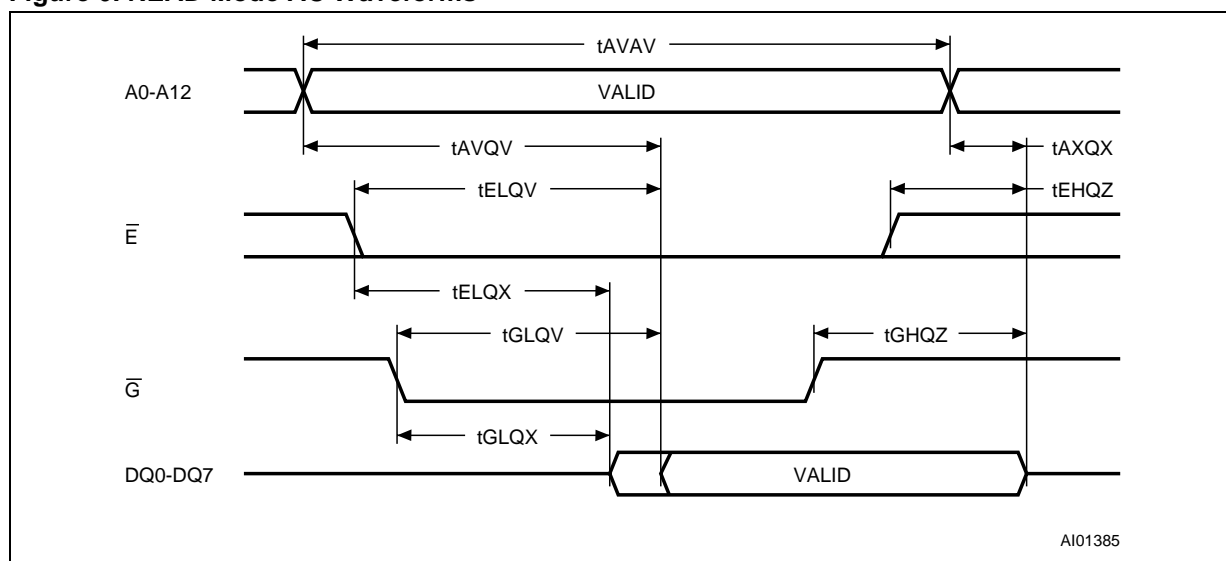 tAVAV
A0-A12 VALID
tAVQV tAXQX
tELQV tEHQZ
E̅
tELQX
tGLQV tGHQZ
G̅
tGLQX
DQ0-DQ7 VALID
AI01385